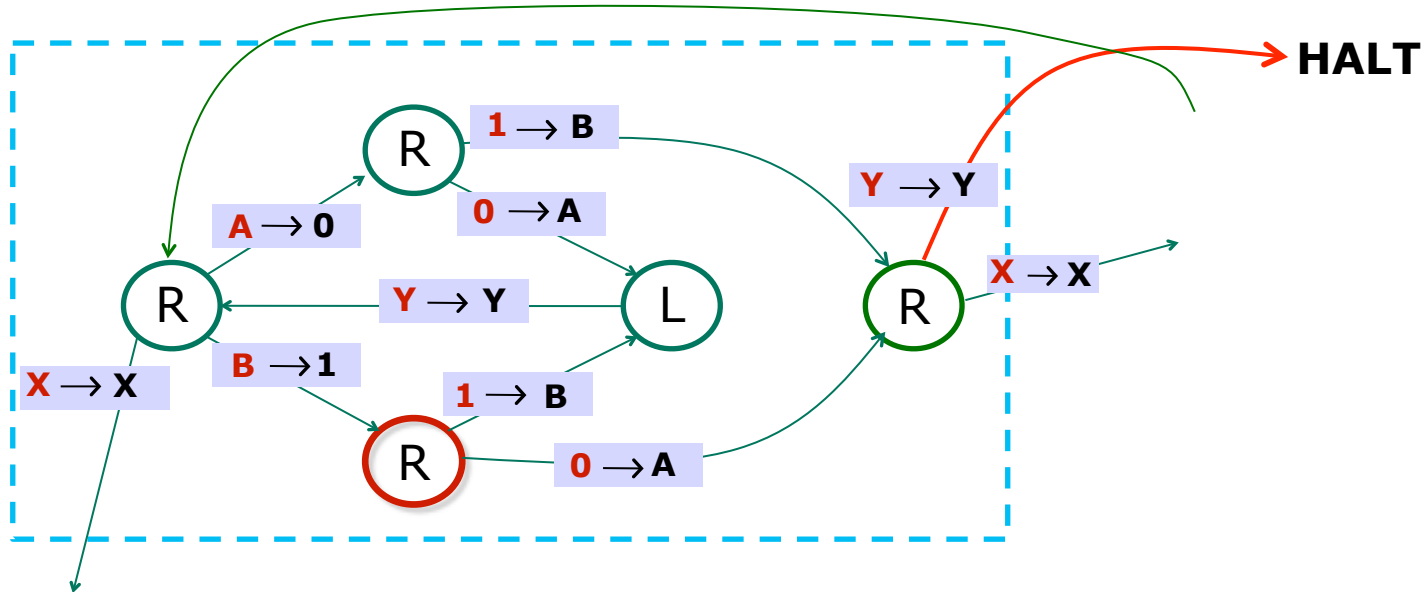 HALT
1 → B
R
Y → Y
0 → A
A → 0
X → X
R
Y → Y
L
R
B → 1
X → X
1 → B
R
0 → A